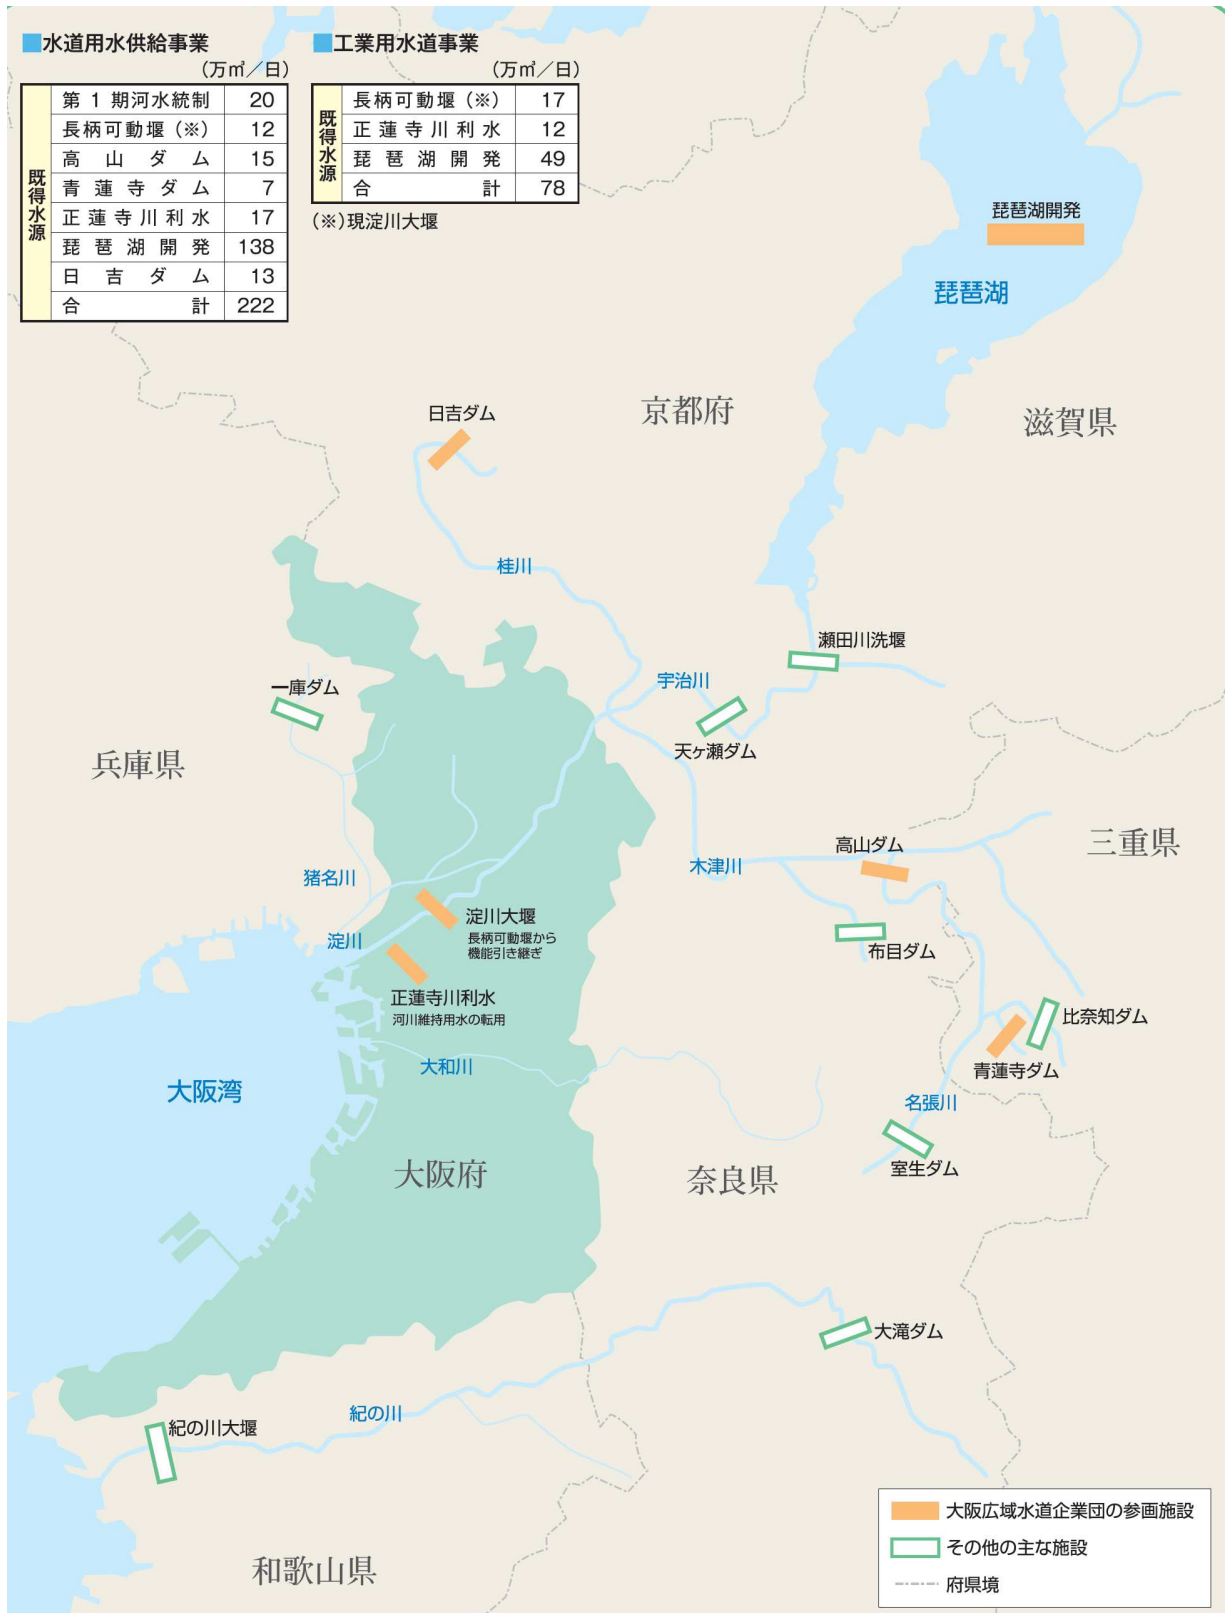 ■水道用水供給事業
(万㎥／日)
既得水源
第1期河水統制 20
長柄可動堰(※) 12
高山ダム 15
青蓮寺ダム 7
正蓮寺川利水 17
琵琶湖開発 138
日吉ダム 13
合計 222
■工業用水道事業
(万㎥／日)
既得水源
長柄可動堰(※) 17
正蓮寺川利水 12
琵琶湖開発 49
合計 78
(※)現淀川大堰
琵琶湖開発
琵琶湖
日吉ダム
京都府
滋賀県
桂川
瀬田川洗堰
宇治川
一庫ダム
天ヶ瀬ダム
兵庫県
高山ダム
三重県
木津川
猪名川
淀川大堰
長柄可動堰から
機能引き継ぎ
淀川
布目ダム
正蓮寺川利水
河川維持用水の転用
比奈知ダム
大和川
青蓮寺ダム
大阪湾
名張川
大阪府
奈良県
室生ダム
大滝ダム
紀の川
紀の川大堰
和歌山県
大阪広域水道企業団の参画施設
その他の主な施設
府県境